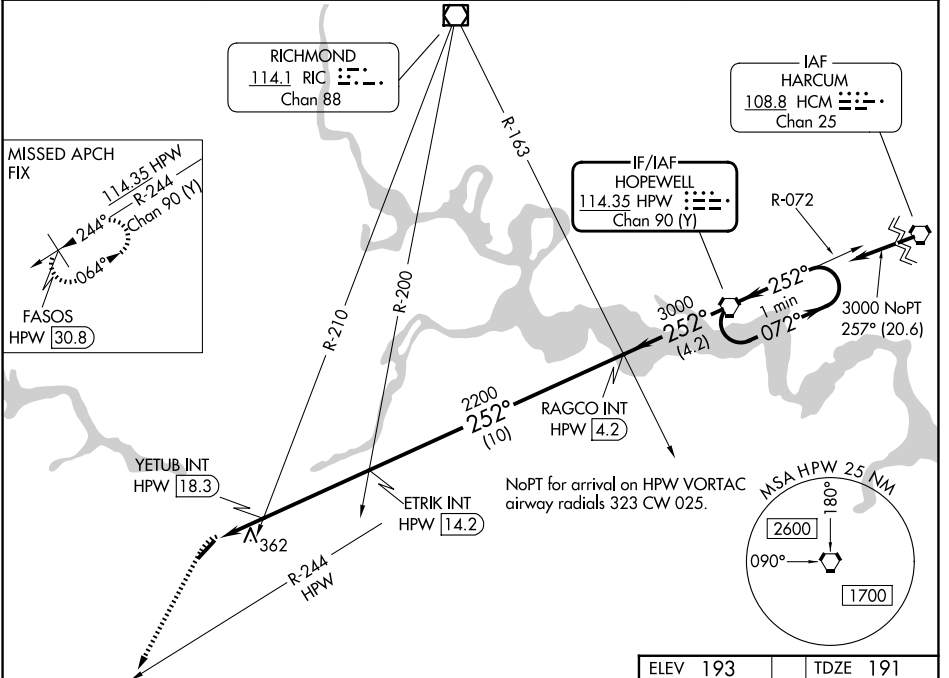 RICHMOND
114.1 RIC
Chan 88
IAF
HARCUM
108.8 HCM
Chan 25
MISSED APCH
FIX
114.35 HPW
R-244
Chan 90 (Y)
244°
064°
FASOS
HPW 30.8
R-163
IF/IAF
HOPEWELL
114.35 HPW
Chan 90 (Y)
R-072
252°
1 min
072°
3000 NoPT
257° (20.6)
3000
252°
(4.2)
R-210
R-200
2200
252°
(10)
RAGCO INT
HPW 4.2
YETUB INT
HPW 18.3
ETRIK INT
HPW 14.2
NoPT for arrival on HPW VORTAC
airway radials 323 CW 025.
362
R-244
HPW
MSA HPW 25 NM
180°
2600
090°
1700
ELEV 193
TDZE 191